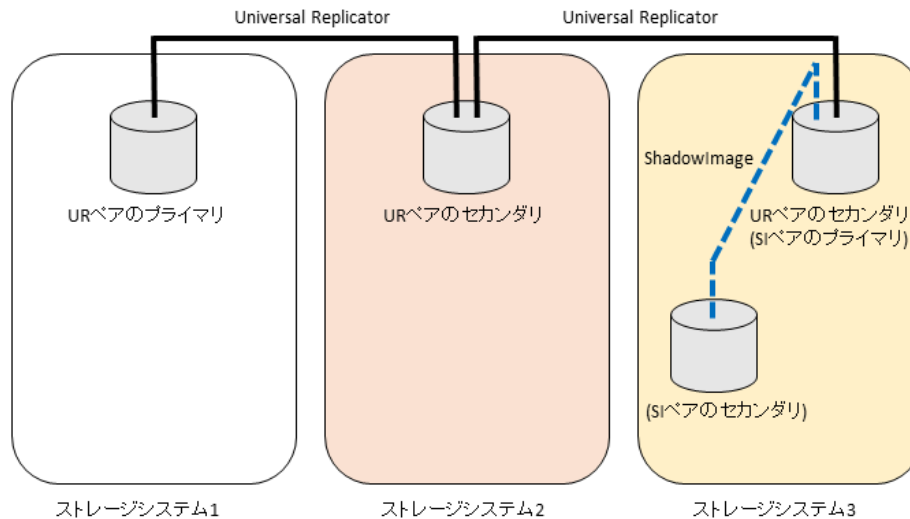 Universal Replicator
Universal Replicator
ShadowImage
URペアのプライマリ
URペアのセカンダリ
URペアのセカンダリ
(SIペアのプライマリ)
(SIペアのセカンダリ)
ストレージシステム1
ストレージシステム2
ストレージシステム3